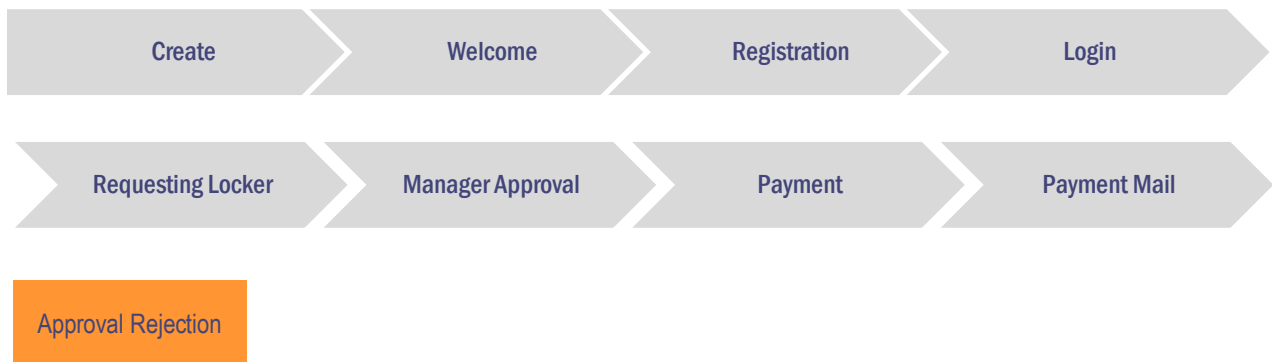 Create
Welcome
Registration
Login
Requesting Locker
Manager Approval
Payment
Payment Mail
Approval Rejection